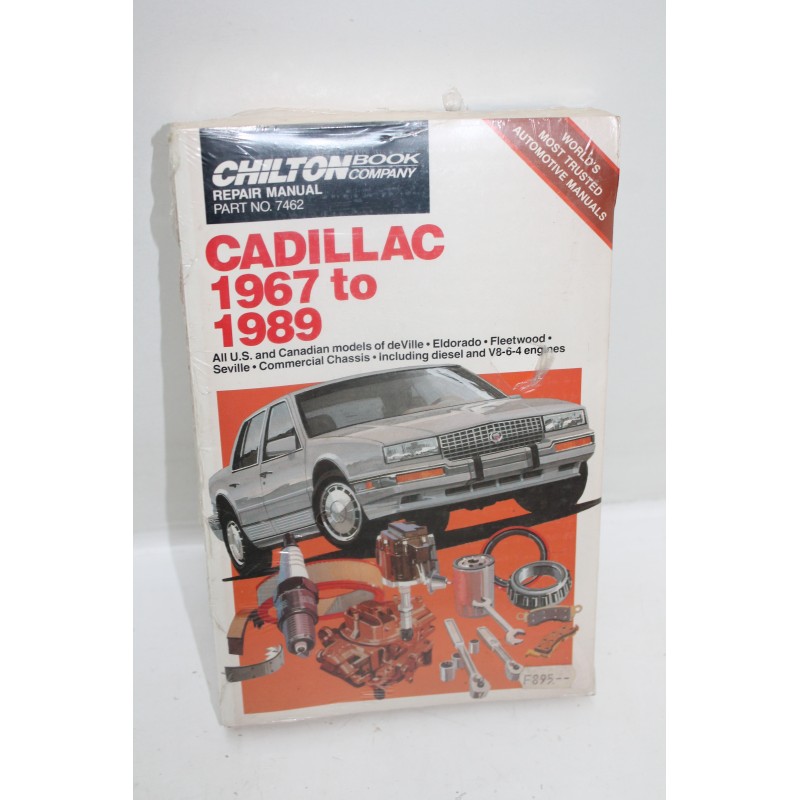 CHILTON BOOK COMPANY
REPAIR MANUAL
PART NO. 7462
WORLD'S
MOST TRUSTED
AUTOMOTIVE MANUALS
CADILLAC
1967 to
1989
All U.S. and Canadian models of deVille • Eldorado • Fleetwood •
Seville • Commercial Chassis • including diesel and V8-6-4 engines
F895.--